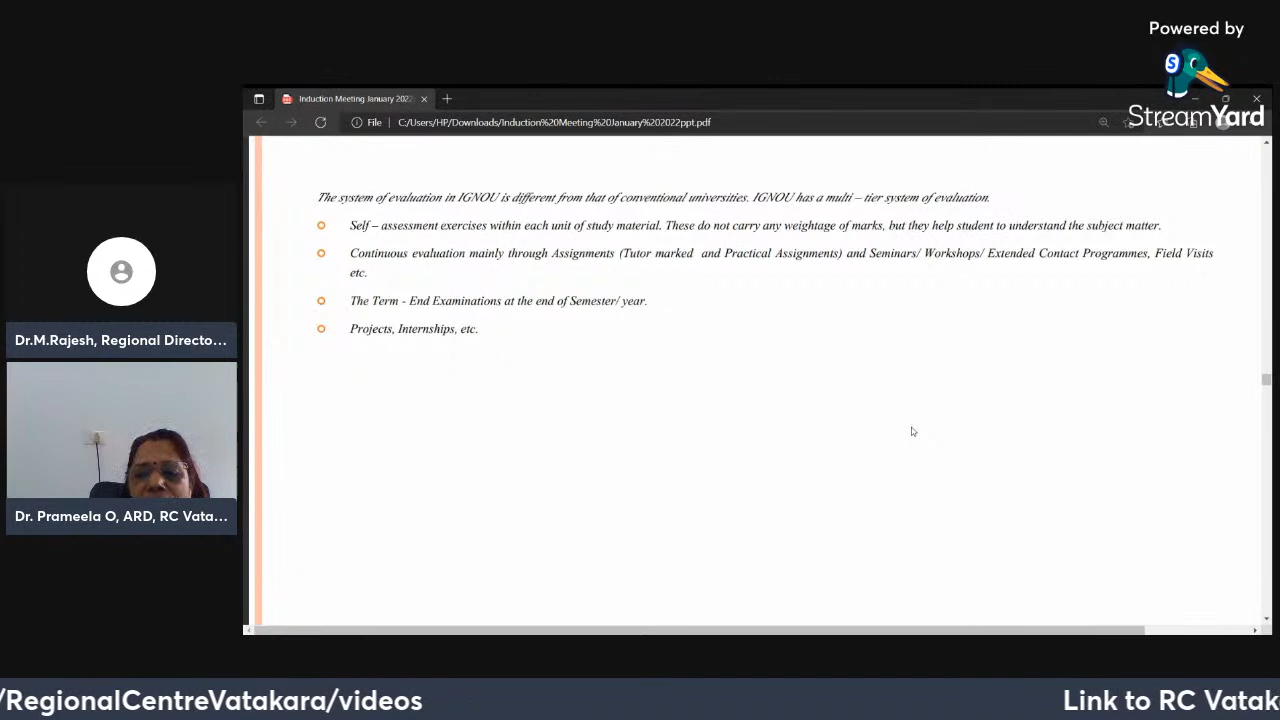 Powered by
StreamYard
Induction Meeting January 2022
File
C:/Users/HP/Downloads/Induction%20Meeting%20January%202022ppt.pdf
The system of evaluation in IGNOU is different from that of conventional universities. IGNOU has a multi – tier system of evaluation.
Self – assessment exercises within each unit of study material. These do not carry any weightage of marks, but they help student to understand the subject matter.
Continuous evaluation mainly through Assignments (Tutor marked and Practical Assignments) and Seminars/ Workshops/ Extended Contact Programmes, Field Visits
etc.
The Term - End Examinations at the end of Semester/ year.
Projects, Internships, etc.
Dr.M.Rajesh, Regional Directo...
Dr. Prameela O, ARD, RC Vata...
/RegionalCentreVatakara/videos
Link to RC Vatak